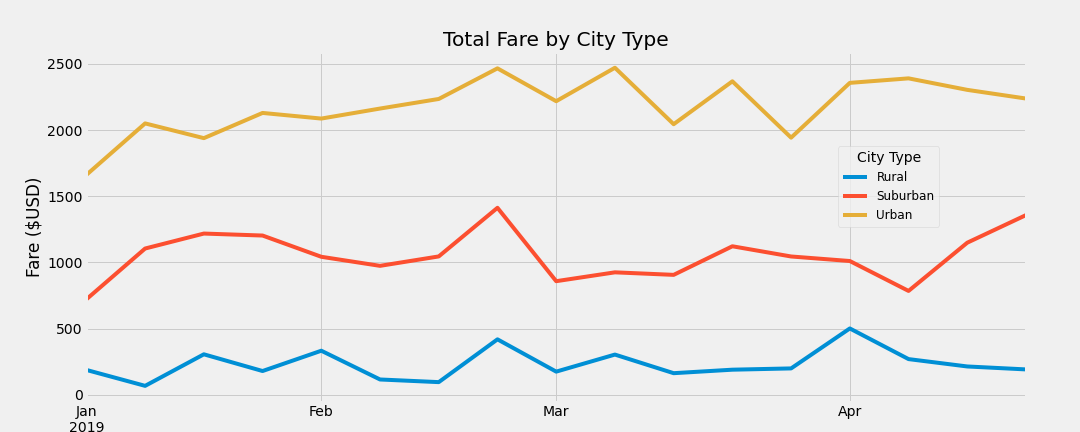 Total Fare by City Type
Fare ($USD)
2500
2000
1500
1000
500
0
City Type
Rural
Suburban
Urban
Jan
2019
Feb
Mar
Apr